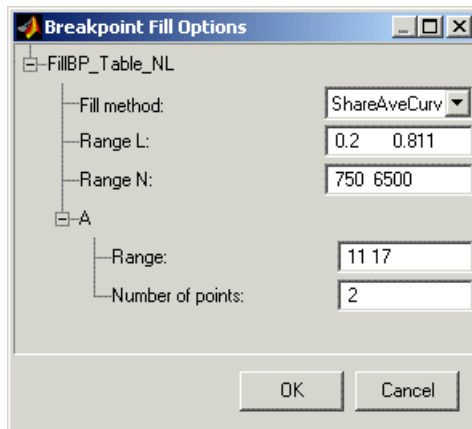 Breakpoint Fill Options
FillBP_Table_NL
Fill method: ShareAveCurv
Range L: 0.2 0.811
Range N: 750 6500
A
Range: 11 17
Number of points: 2
OK Cancel